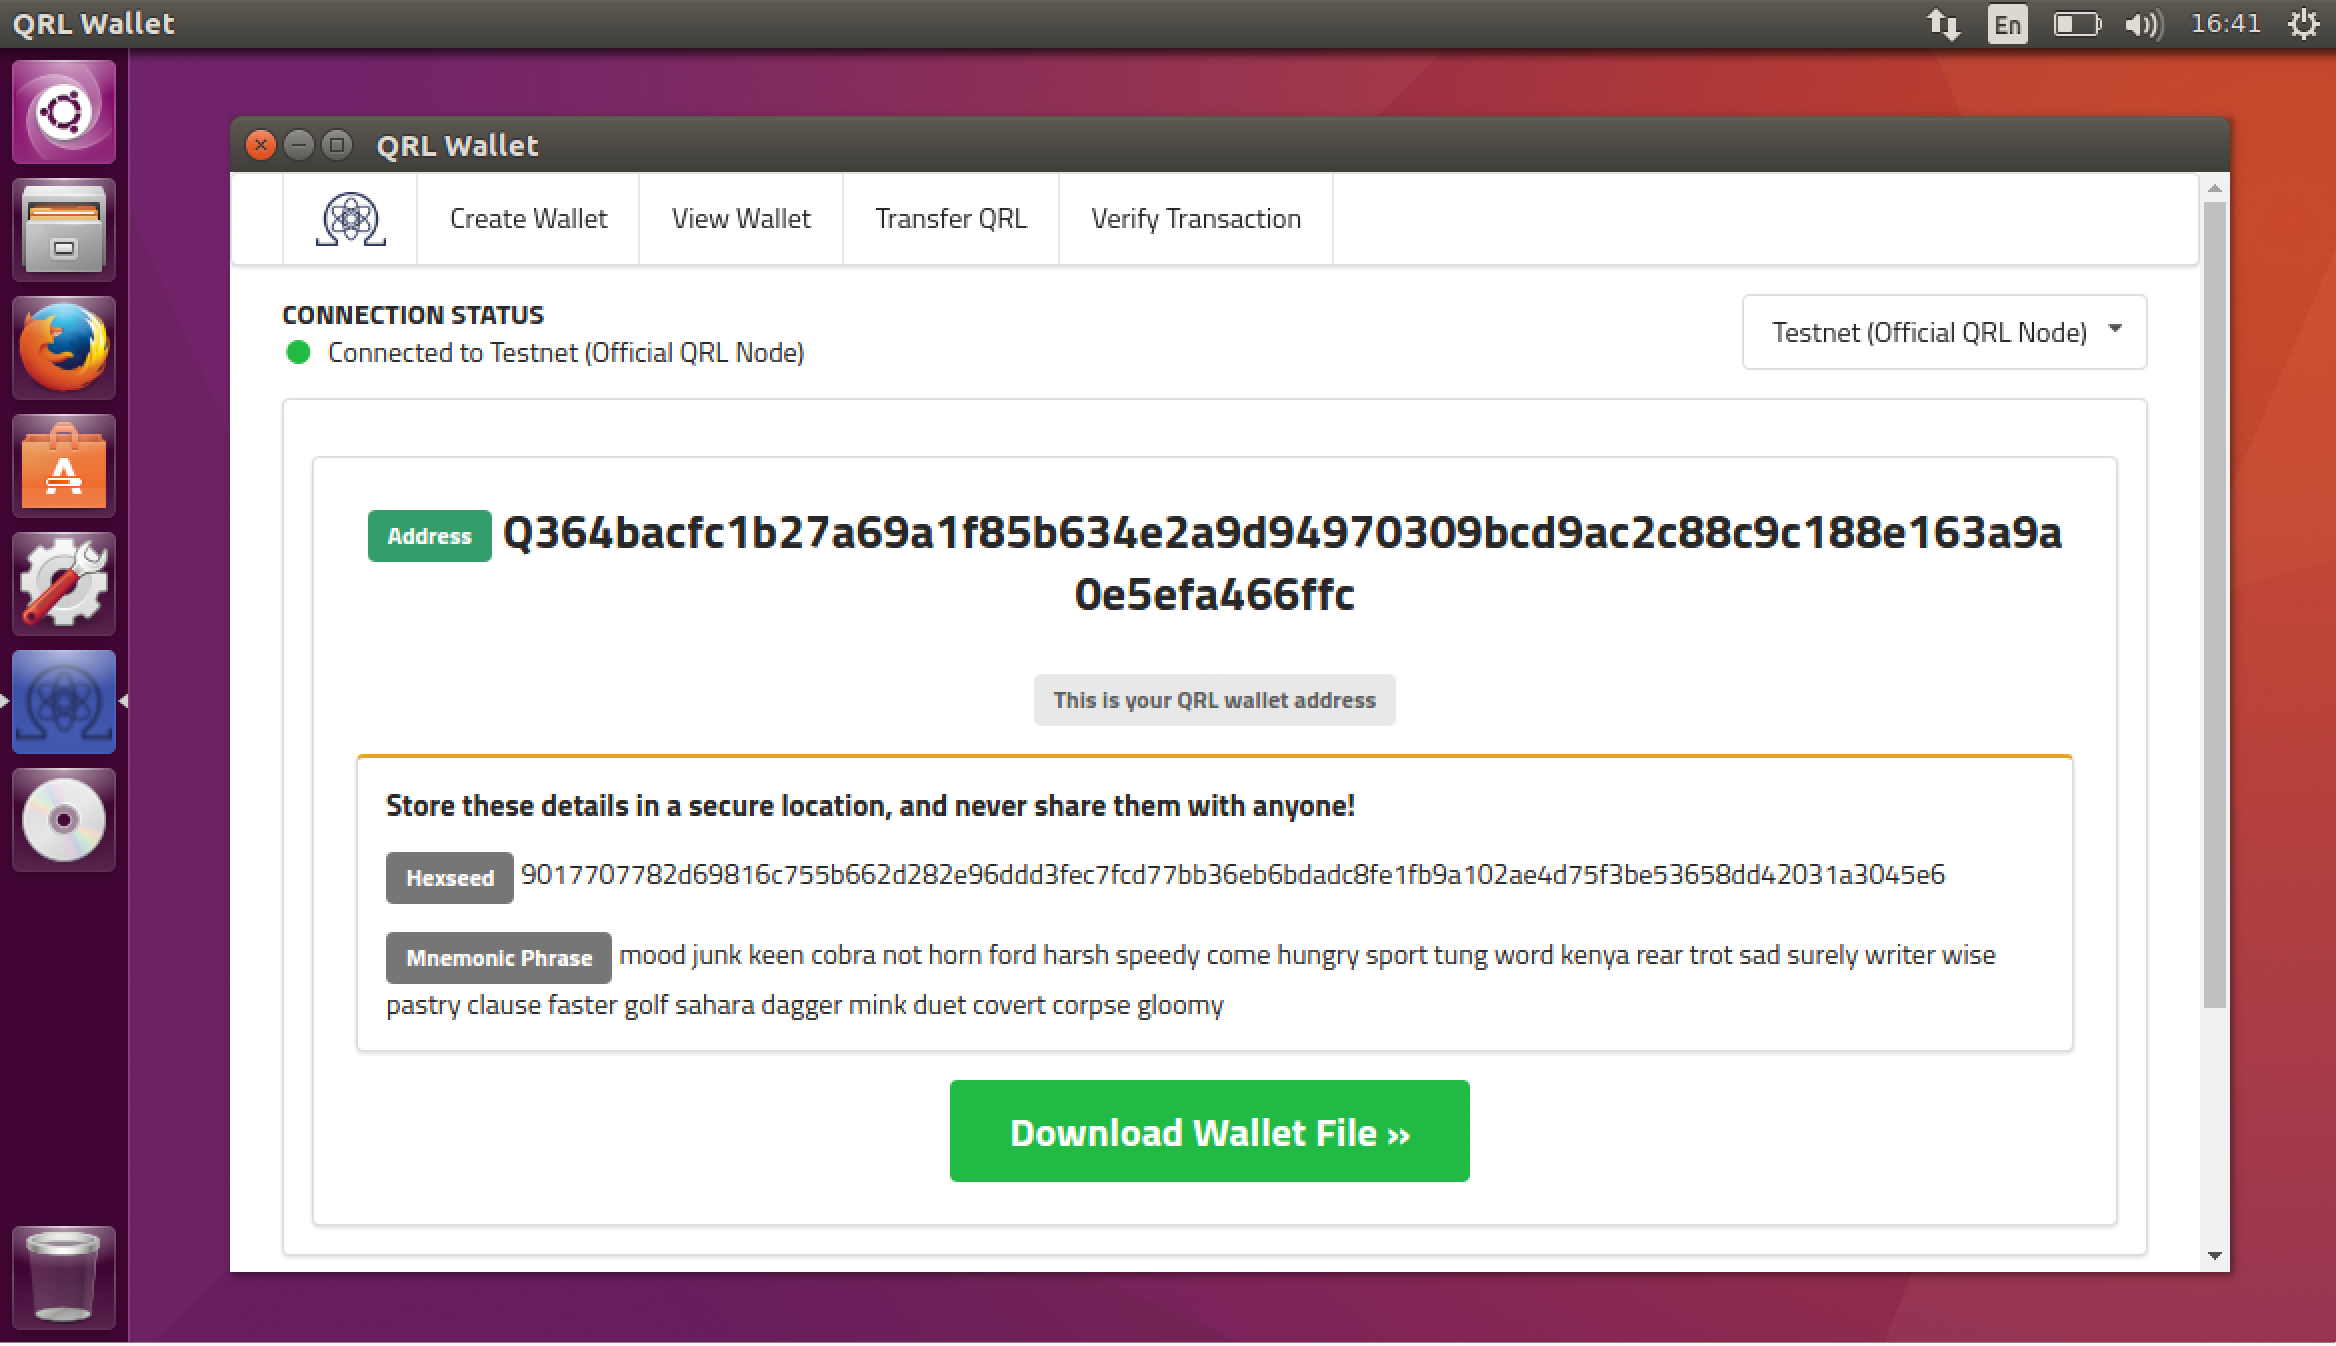 QRL Wallet
En
16:41
QRL Wallet
Create Wallet
View Wallet
Transfer QRL
Verify Transaction
CONNECTION STATUS
Connected to Testnet (Official QRL Node)
Testnet (Official QRL Node)
Address Q364bacfc1b27a69a1f85b634e2a9d94970309bcd9ac2c88c9c188e163a9a
0e5efa466ffc
This is your QRL wallet address
Store these details in a secure location, and never share them with anyone!
Hexseed 9017707782d69816c755b662d282e96ddd3fec7fcd77bb36eb6bdadc8fe1fb9a102ae4d75f3be53658dd42031a3045e6
Mnemonic Phrase mood junk keen cobra not horn ford harsh speedy come hungry sport tung word kenya rear trot sad surely writer wise
pastry clause faster golf sahara dagger mink duet covert corpse gloomy
Download Wallet File »